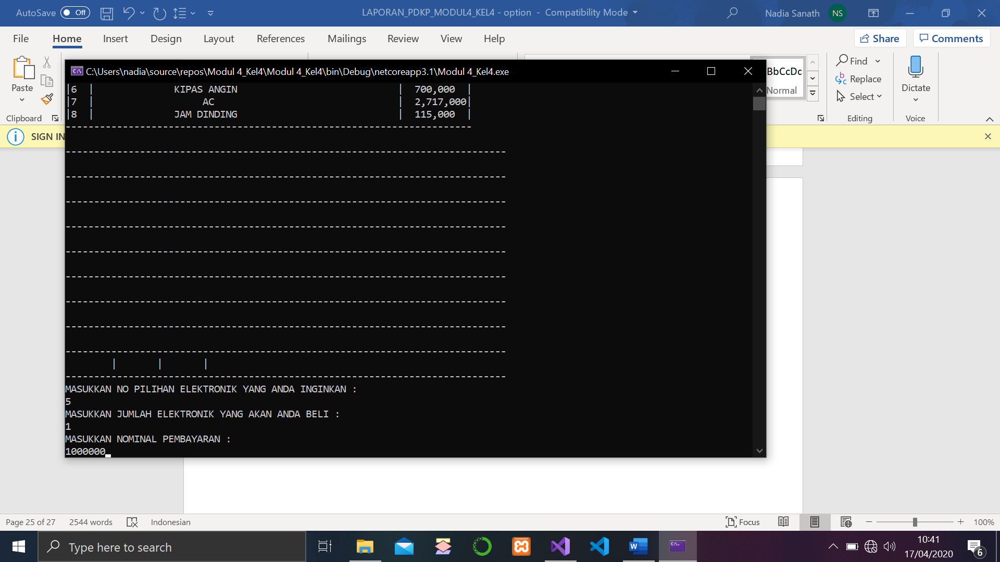 AutoSave Off LAPORAN_PDKP_MODUL4_KEL4 - option - Compatibility Mode Nadia Sanath NS
File Home Insert Design Layout References Mailings Review View Help Share Comments
Paste
Clipboard
BbCcDc
Normal
Find
Replace
Select
Editing
Dictate
Voice
SIGN IN
C:\Users\nadia\source\repos\Modul 4_Kel4\Modul 4_Kel4\bin\Debug\netcoreapp3.1\Modul 4_Kel4.exe
|6 | KIPAS ANGIN | 700,000 |
|7 | AC | 2,717,000|
|8 | JAM DINDING | 115,000 |
-----------------------------------------------------------------------
-----------------------------------------------------------------------------
-----------------------------------------------------------------------------
-----------------------------------------------------------------------------
-----------------------------------------------------------------------------
-----------------------------------------------------------------------------
-----------------------------------------------------------------------------
-----------------------------------------------------------------------------
-----------------------------------------------------------------------------
-----------------------------------------------------------------------------
| | |
-----------------------------------------------------------------------------
MASUKKAN NO PILIHAN ELEKTRONIK YANG ANDA INGINKAN :
5
MASUKKAN JUMLAH ELEKTRONIK YANG AKAN ANDA BELI :
1
MASUKKAN NOMINAL PEMBAYARAN :
1000000_
Page 25 of 27 2544 words Indonesian Focus 100%
Type here to search
10:41
17/04/2020
6